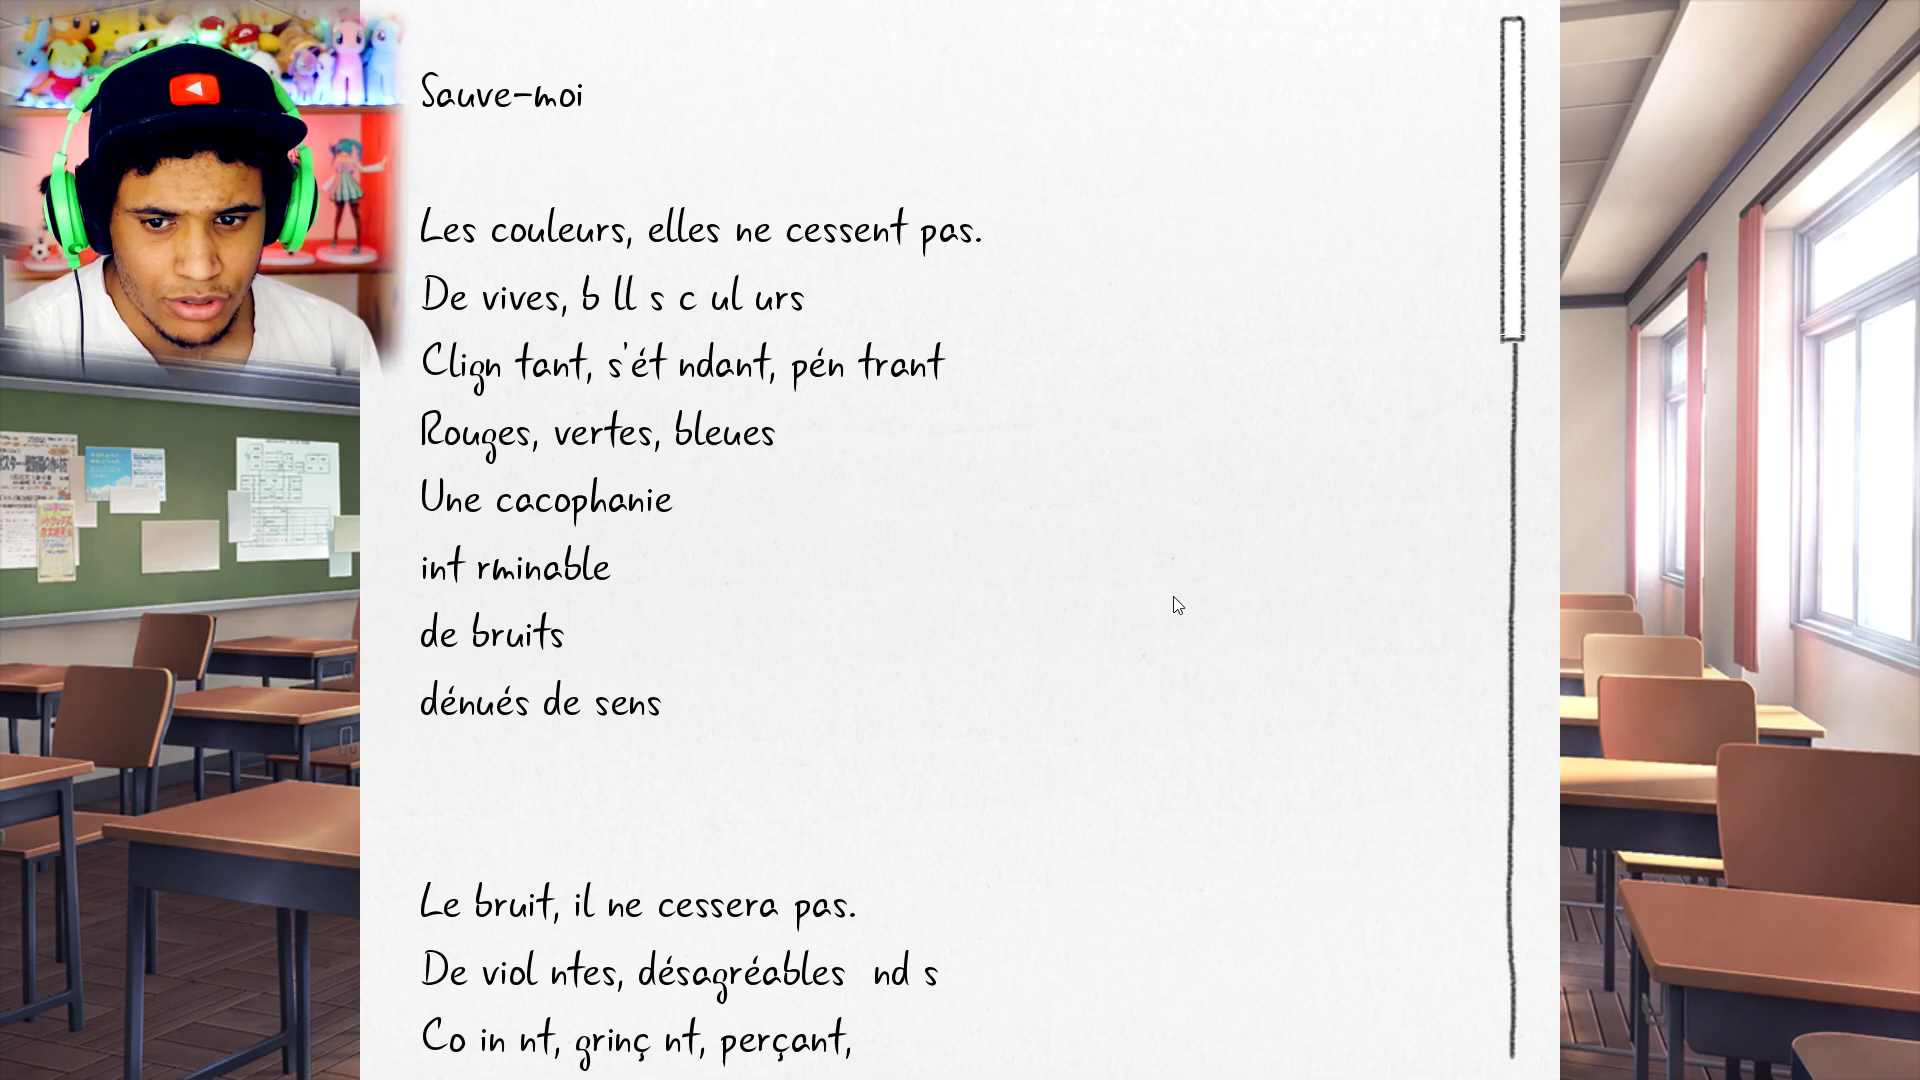 Sauve-moi
Les couleurs, elles ne cessent pas.
De vives, b ll s c ul urs
Clign tant, s'ét ndant, pén trant
Rouges, vertes, bleues
Une cacophanie
int rminable
de bruits
dénués de sens
Le bruit, il ne cessera pas.
De viol ntes, désagréables  nd s
Co in nt, grinç nt, perçant,